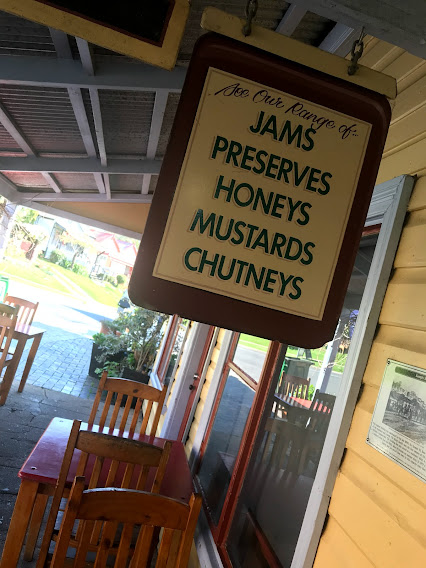 See Our Range of:..
JAMS
PRESERVES
HONEYS
MUSTARDS
CHUTNEYS